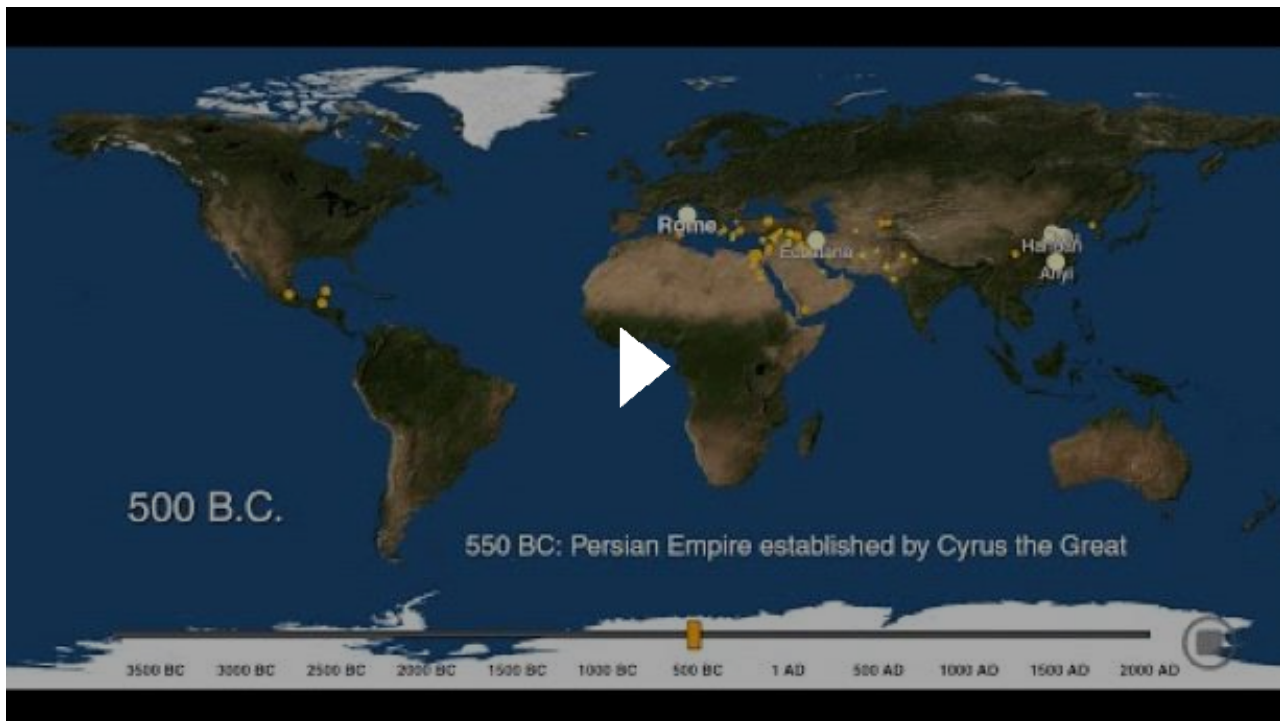 Rome
Ecbatana
Handan
Anyi
500 B.C.
550 BC: Persian Empire established by Cyrus the Great
3500 BC 3000 BC 2500 BC 2000 BC 1500 BC 1000 BC 500 BC 1 AD 500 AD 1000 AD 1500 AD 2000 AD